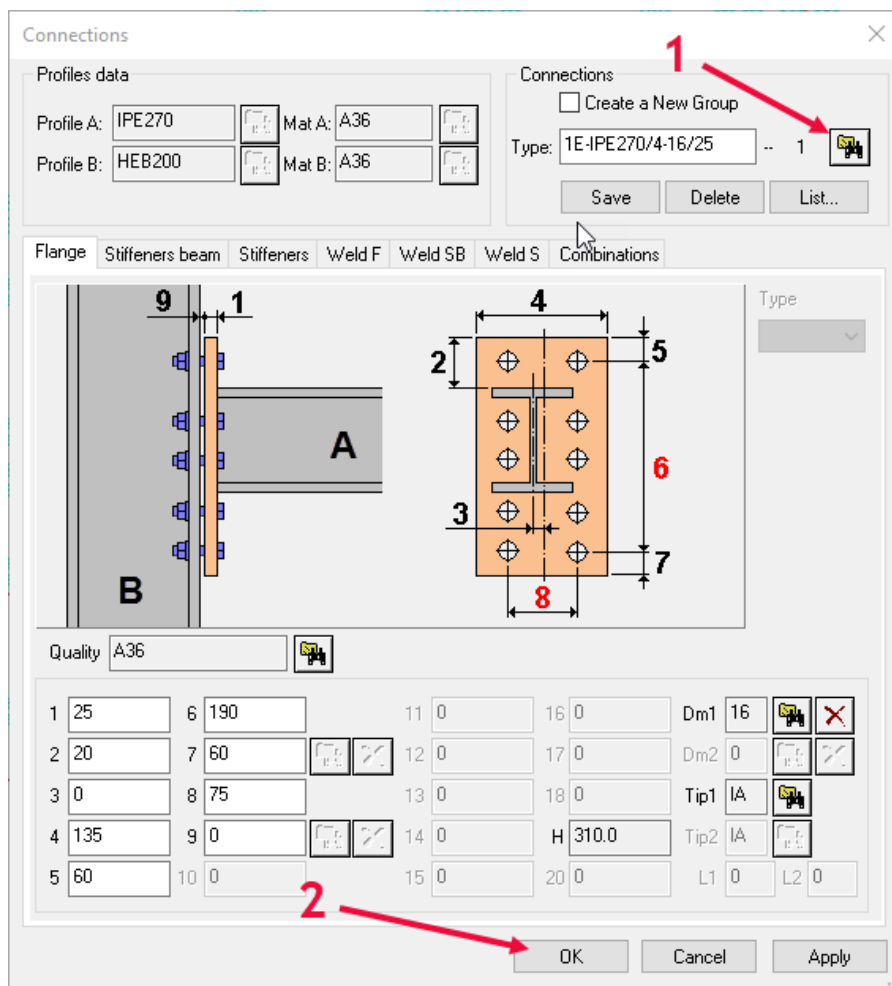 Connections
Profiles data
Profile A: IPE270 Mat A: A36
Profile B: HEB200 Mat B: A36
Connections
Create a New Group
Type: 1E-IPE270/4-16/25 -- 1
Save Delete List...
1
Flange Stiffeners beam Stiffeners Weld F Weld SB Weld S Combinations
9 1 4
2 5
A 6
3 7
B 8
Type
Quality A36
1 25 6 190 11 0 16 0 Dm1 16
2 20 7 60 12 0 17 0 Dm2 0
3 0 8 75 13 0 18 0 Tip1 IA
4 135 9 0 14 0 H 310.0 Tip2 IA
5 60 10 0 15 0 20 0 L1 0 L2 0
2
OK Cancel Apply